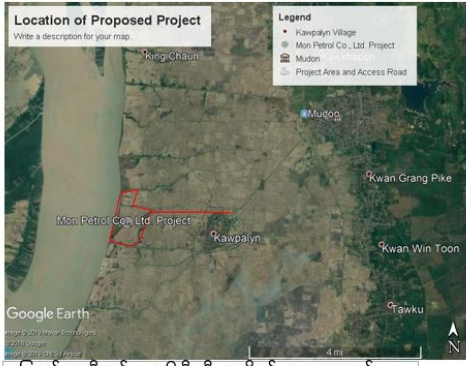 Location of Proposed Project
Write a description for your map.
Legend
Kawpalyn Village
Mon Petrol Co., Ltd. Project
Mudon
Project Area and Access Road
King Chaun
Mudon
Kwan Grang Pike
Mon Petrol Co., Ltd. Project
Kawpalyn
Kwan Win Toon
Tawku
Google Earth
4 mi
N